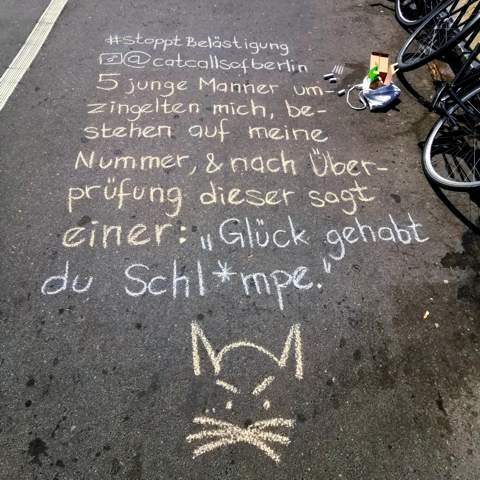 #stoppt Belästigung
@catcallsofberlin
5 junge Männer um-
zingelten mich, be-
stehen auf meine
Nummer, & nach Über-
prüfung dieser sagt
einer: „Glück gehabt
du Schl*mpe."